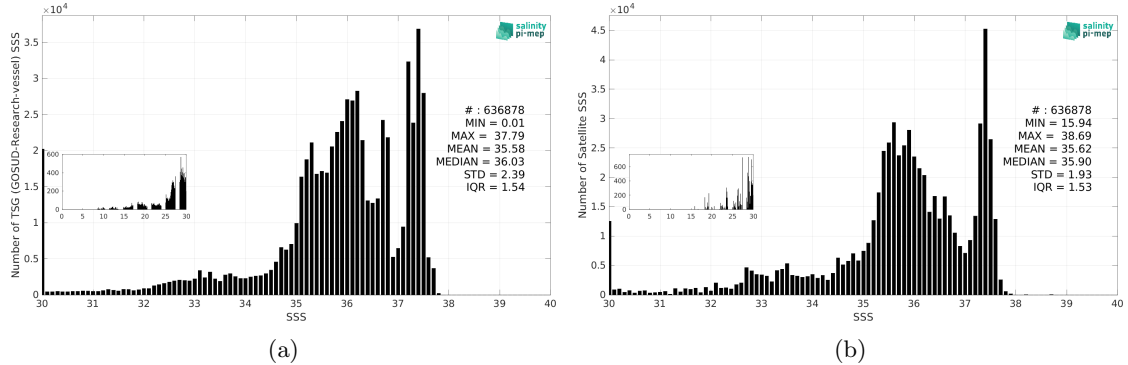 ×10⁴
salinity
pi-mep
Number of TSG (GOSUD-Research-vessel) SSS
3.5
3
2.5
2
1.5
1
0.5
0
# : 636878
MIN = 0.01
MAX = 37.79
MEAN = 35.58
MEDIAN = 36.03
STD = 2.39
IQR = 1.54
600
400
200
0
0 5 10 15 20 25 30
30 31 32 33 34 35 36 37 38 39 40
SSS
(a)
×10⁴
salinity
pi-mep
Number of Satellite SSS
4.5
4
3.5
3
2.5
2
1.5
1
0.5
0
# : 636878
MIN = 15.94
MAX = 38.69
MEAN = 35.62
MEDIAN = 35.90
STD = 1.93
IQR = 1.53
600
400
200
0
0 5 10 15 20 25 30
30 31 32 33 34 35 36 37 38 39 40
SSS
(b)